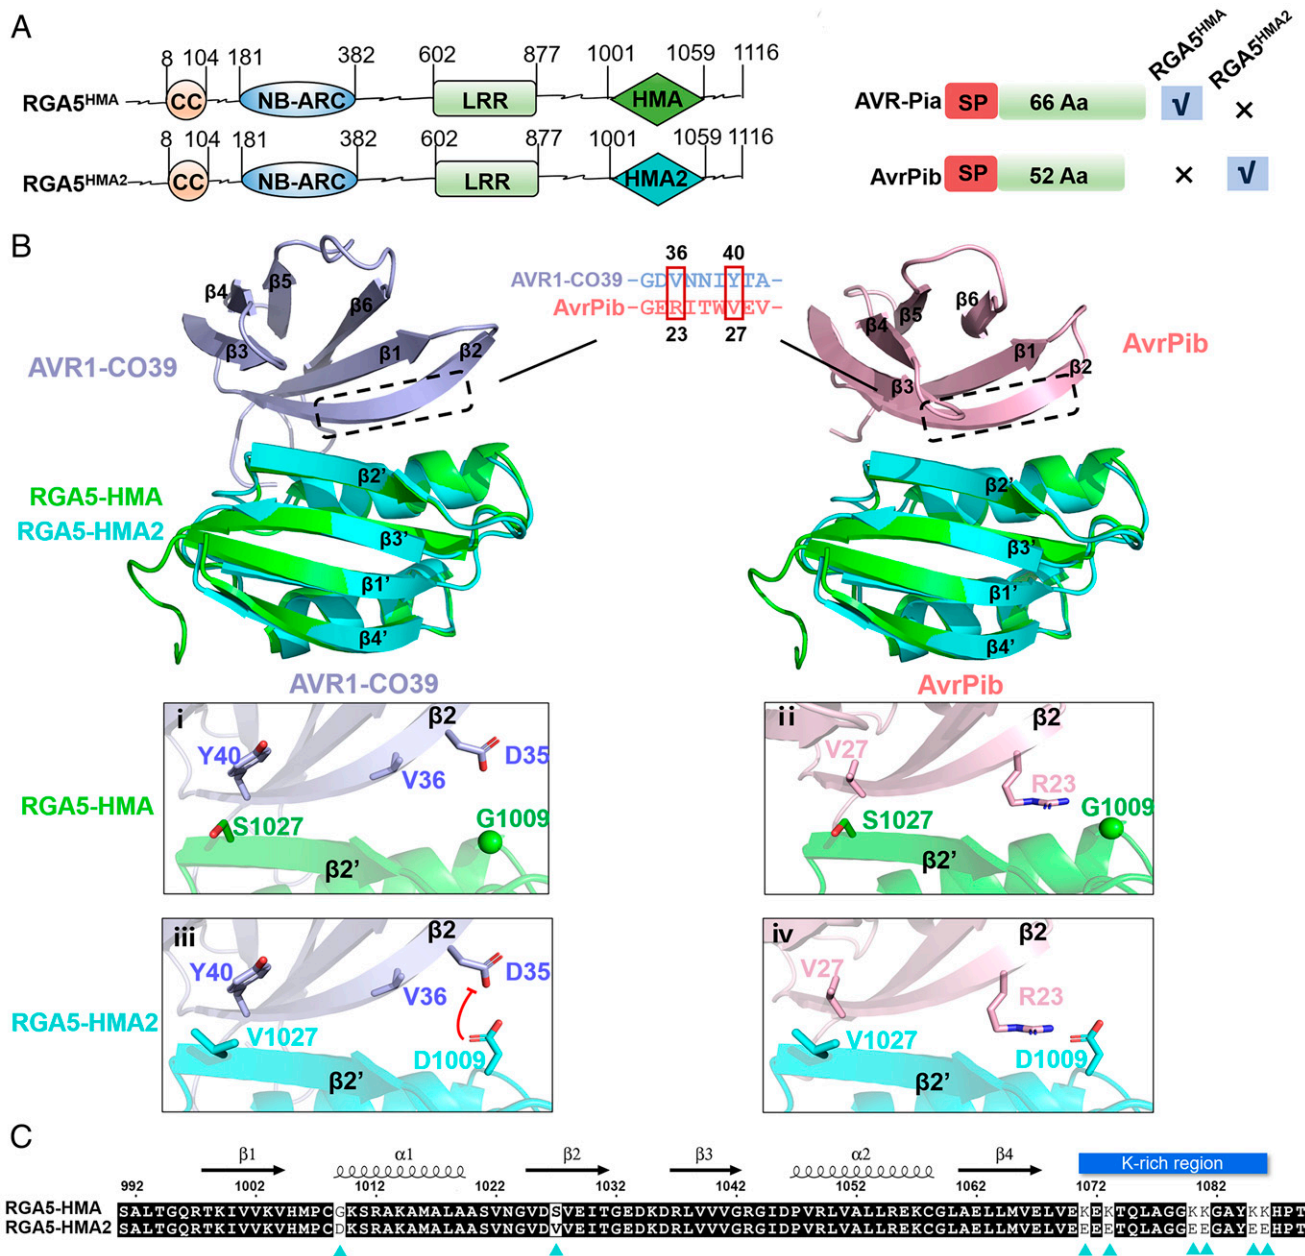 A
8 104 181 382 602 877 1001 1059 1116
RGA5HMA CC NB-ARC LRR HMA
8 104 181 382 602 877 1001 1059 1116
RGA5HMA2 CC NB-ARC LRR HMA2
RGA5HMA RGA5HMA2
AVR-Pia SP 66 Aa √ ×
AvrPib SP 52 Aa × √
B
36 40
AVR1-CO39 –GDVNNIYTA–
AvrPib –GERITWVEV–
23 27
AVR1-CO39
β4 β5 β6
β3 β1 β2
AvrPib
β4 β5 β6
β3 β1 β2
RGA5-HMA
RGA5-HMA2
β2’
β3’
β1’
β4’
β2’
β3’
β1’
β4’
AVR1-CO39
AvrPib
RGA5-HMA
i
β2
Y40 V36 D35
S1027 G1009
β2’
ii
β2
V27 R23
S1027 G1009
β2’
RGA5-HMA2
iii
β2
Y40 V36 D35
V1027 D1009
β2’
iv
β2
V27 R23
V1027 D1009
β2’
C
β1 α1 β2 β3 α2 β4 K-rich region
992 1002 1012 1022 1032 1042 1052 1062 1072 1082
RGA5-HMA SALTGQRTKIVVKVHMPCGKSRAKAMALAASVNGVDSVEITGEDKDRLVVVGRGIDPVRLVALLREKCGLAELLMVELVEKEKTQLAGGKKGAYKKHPT
RGA5-HMA2 SALTGQRTKIVVKVHMPCDKSRAKAMALAASVNGVDVVEITGEDKDRLVVVGRGIDPVRLVALLREKCGLAELLMVELVEEEETQLAGGEEGAYEEHPT